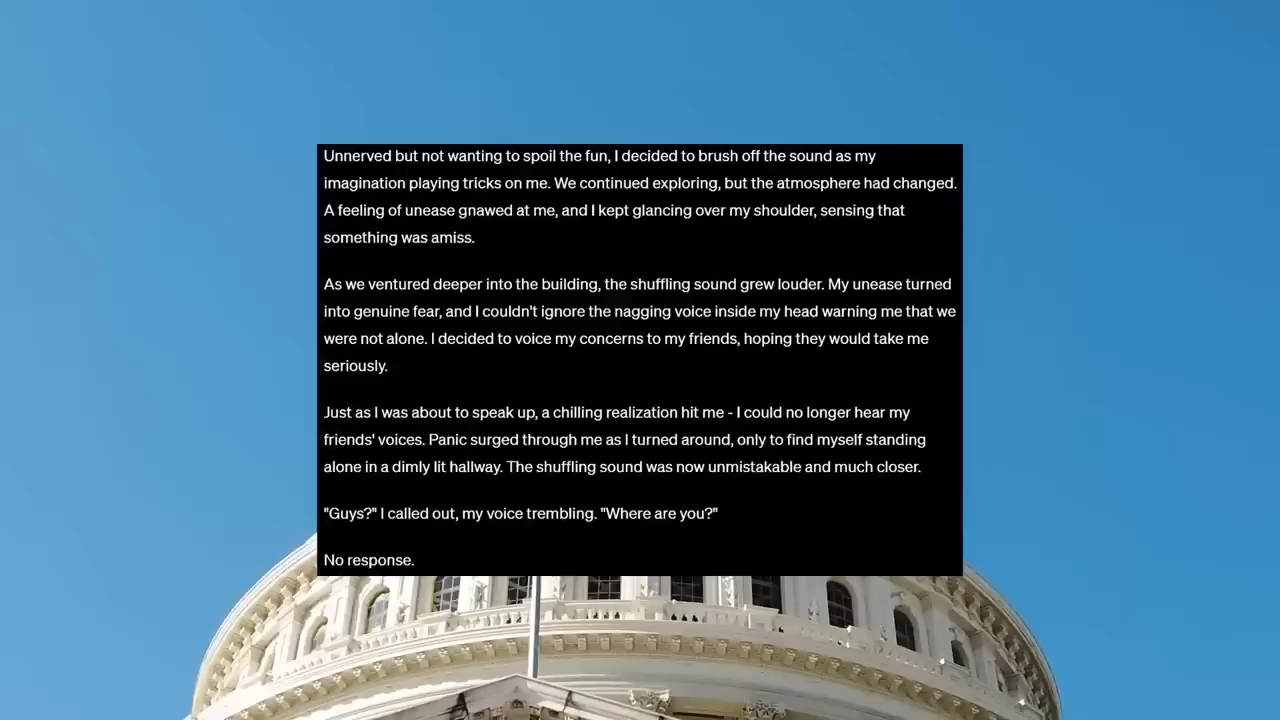 Unnerved but not wanting to spoil the fun, I decided to brush off the sound as my
imagination playing tricks on me. We continued exploring, but the atmosphere had changed.
A feeling of unease gnawed at me, and I kept glancing over my shoulder, sensing that
something was amiss.
As we ventured deeper into the building, the shuffling sound grew louder. My unease turned
into genuine fear, and I couldn't ignore the nagging voice inside my head warning me that we
were not alone. I decided to voice my concerns to my friends, hoping they would take me
seriously.
Just as I was about to speak up, a chilling realization hit me - I could no longer hear my
friends' voices. Panic surged through me as I turned around, only to find myself standing
alone in a dimly lit hallway. The shuffling sound was now unmistakable and much closer.
"Guys?" I called out, my voice trembling. "Where are you?"
No response.